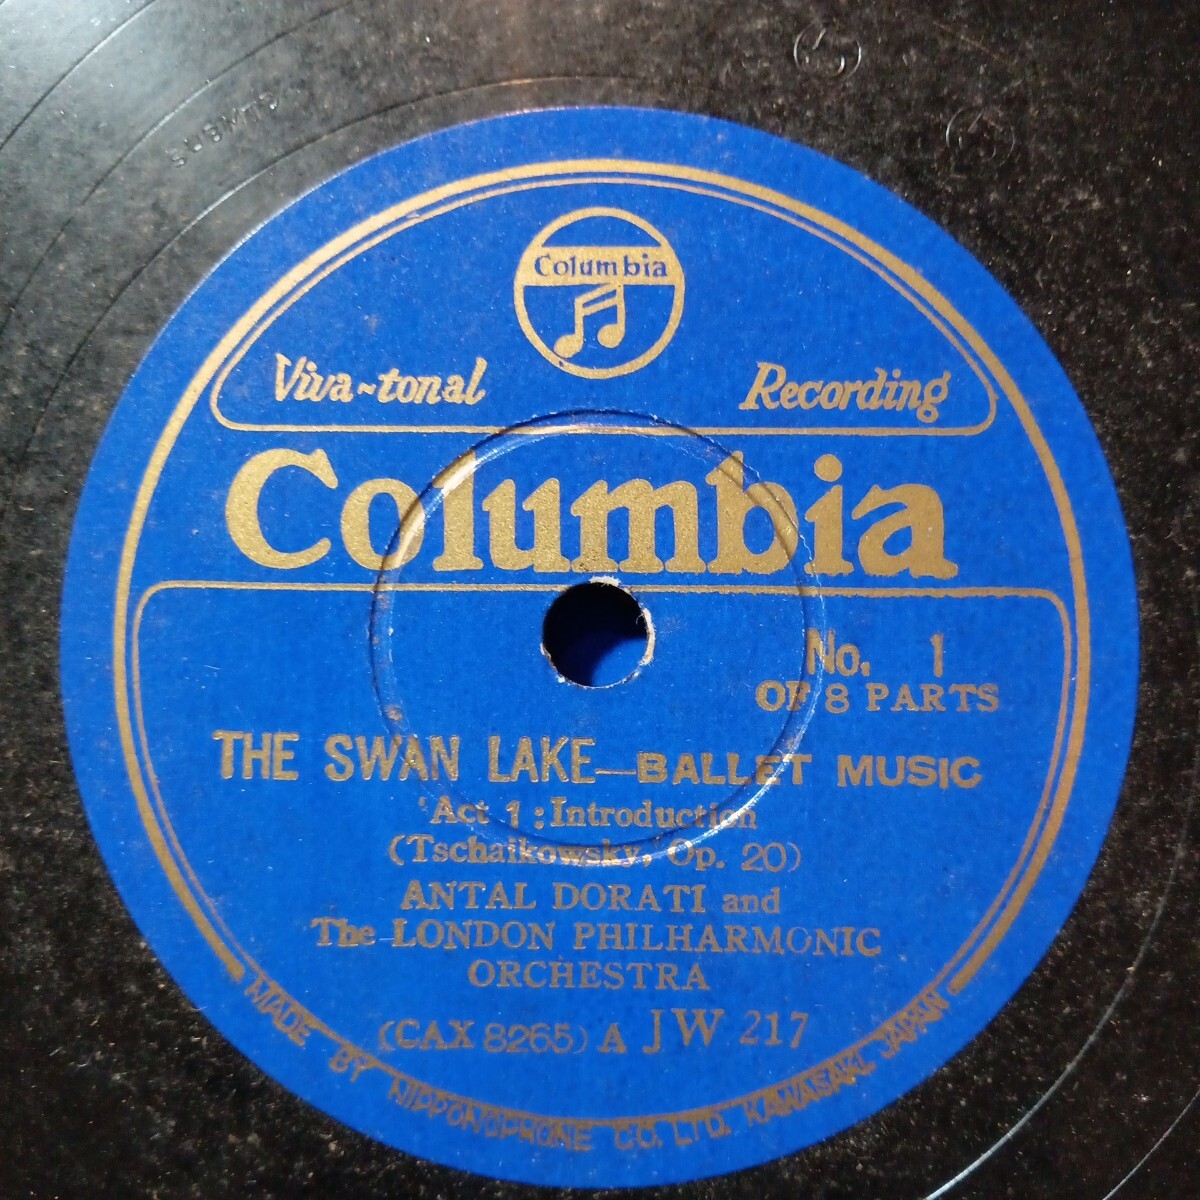 Columbia
Viva-tonal Recording
Columbia
No. 1
OF 8 PARTS
THE SWAN LAKE—BALLET MUSIC
Act 1 : Introduction
(Tschaikowsky, Op. 20)
ANTAL DORATI and
The LONDON PHILHARMONIC
ORCHESTRA
(CAX 8265) A JW 217
MADE BY NIPPONOPHONE CO. LTD. KAWASAKI, JAPAN